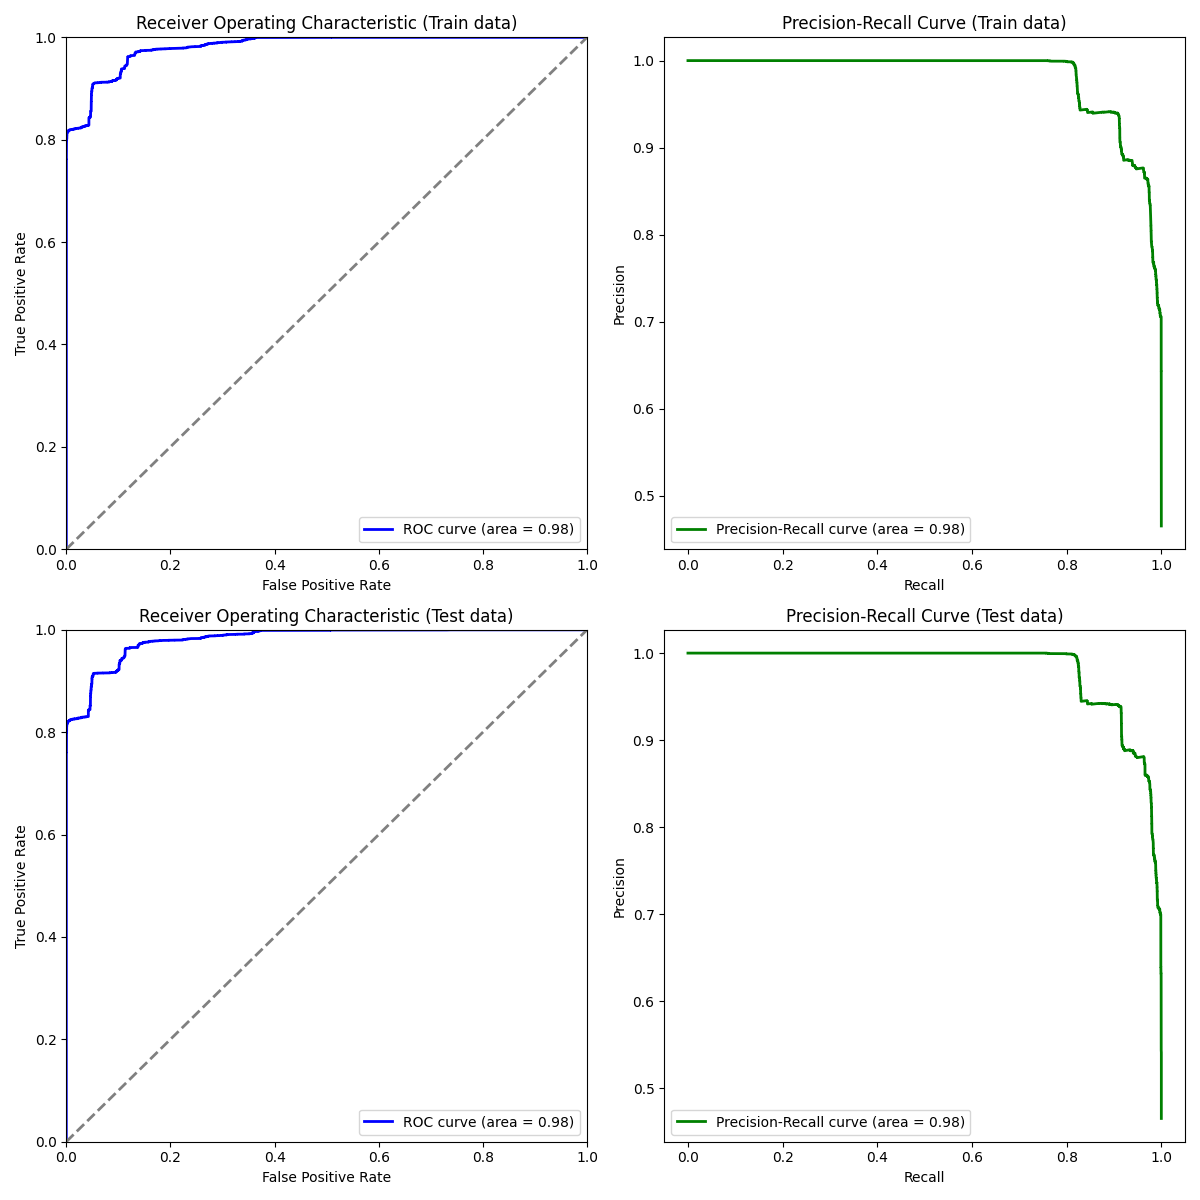 Receiver Operating Characteristic (Train data)
1.0
0.8
0.6
0.4
0.2
0.0
True Positive Rate
0.0 0.2 0.4 0.6 0.8 1.0
False Positive Rate
ROC curve (area = 0.98)
Precision-Recall Curve (Train data)
1.0
0.9
0.8
0.7
0.6
0.5
Precision
0.0 0.2 0.4 0.6 0.8 1.0
Recall
Precision-Recall curve (area = 0.98)
Receiver Operating Characteristic (Test data)
1.0
0.8
0.6
0.4
0.2
0.0
True Positive Rate
0.0 0.2 0.4 0.6 0.8 1.0
False Positive Rate
ROC curve (area = 0.98)
Precision-Recall Curve (Test data)
1.0
0.9
0.8
0.7
0.6
0.5
Precision
0.0 0.2 0.4 0.6 0.8 1.0
Recall
Precision-Recall curve (area = 0.98)